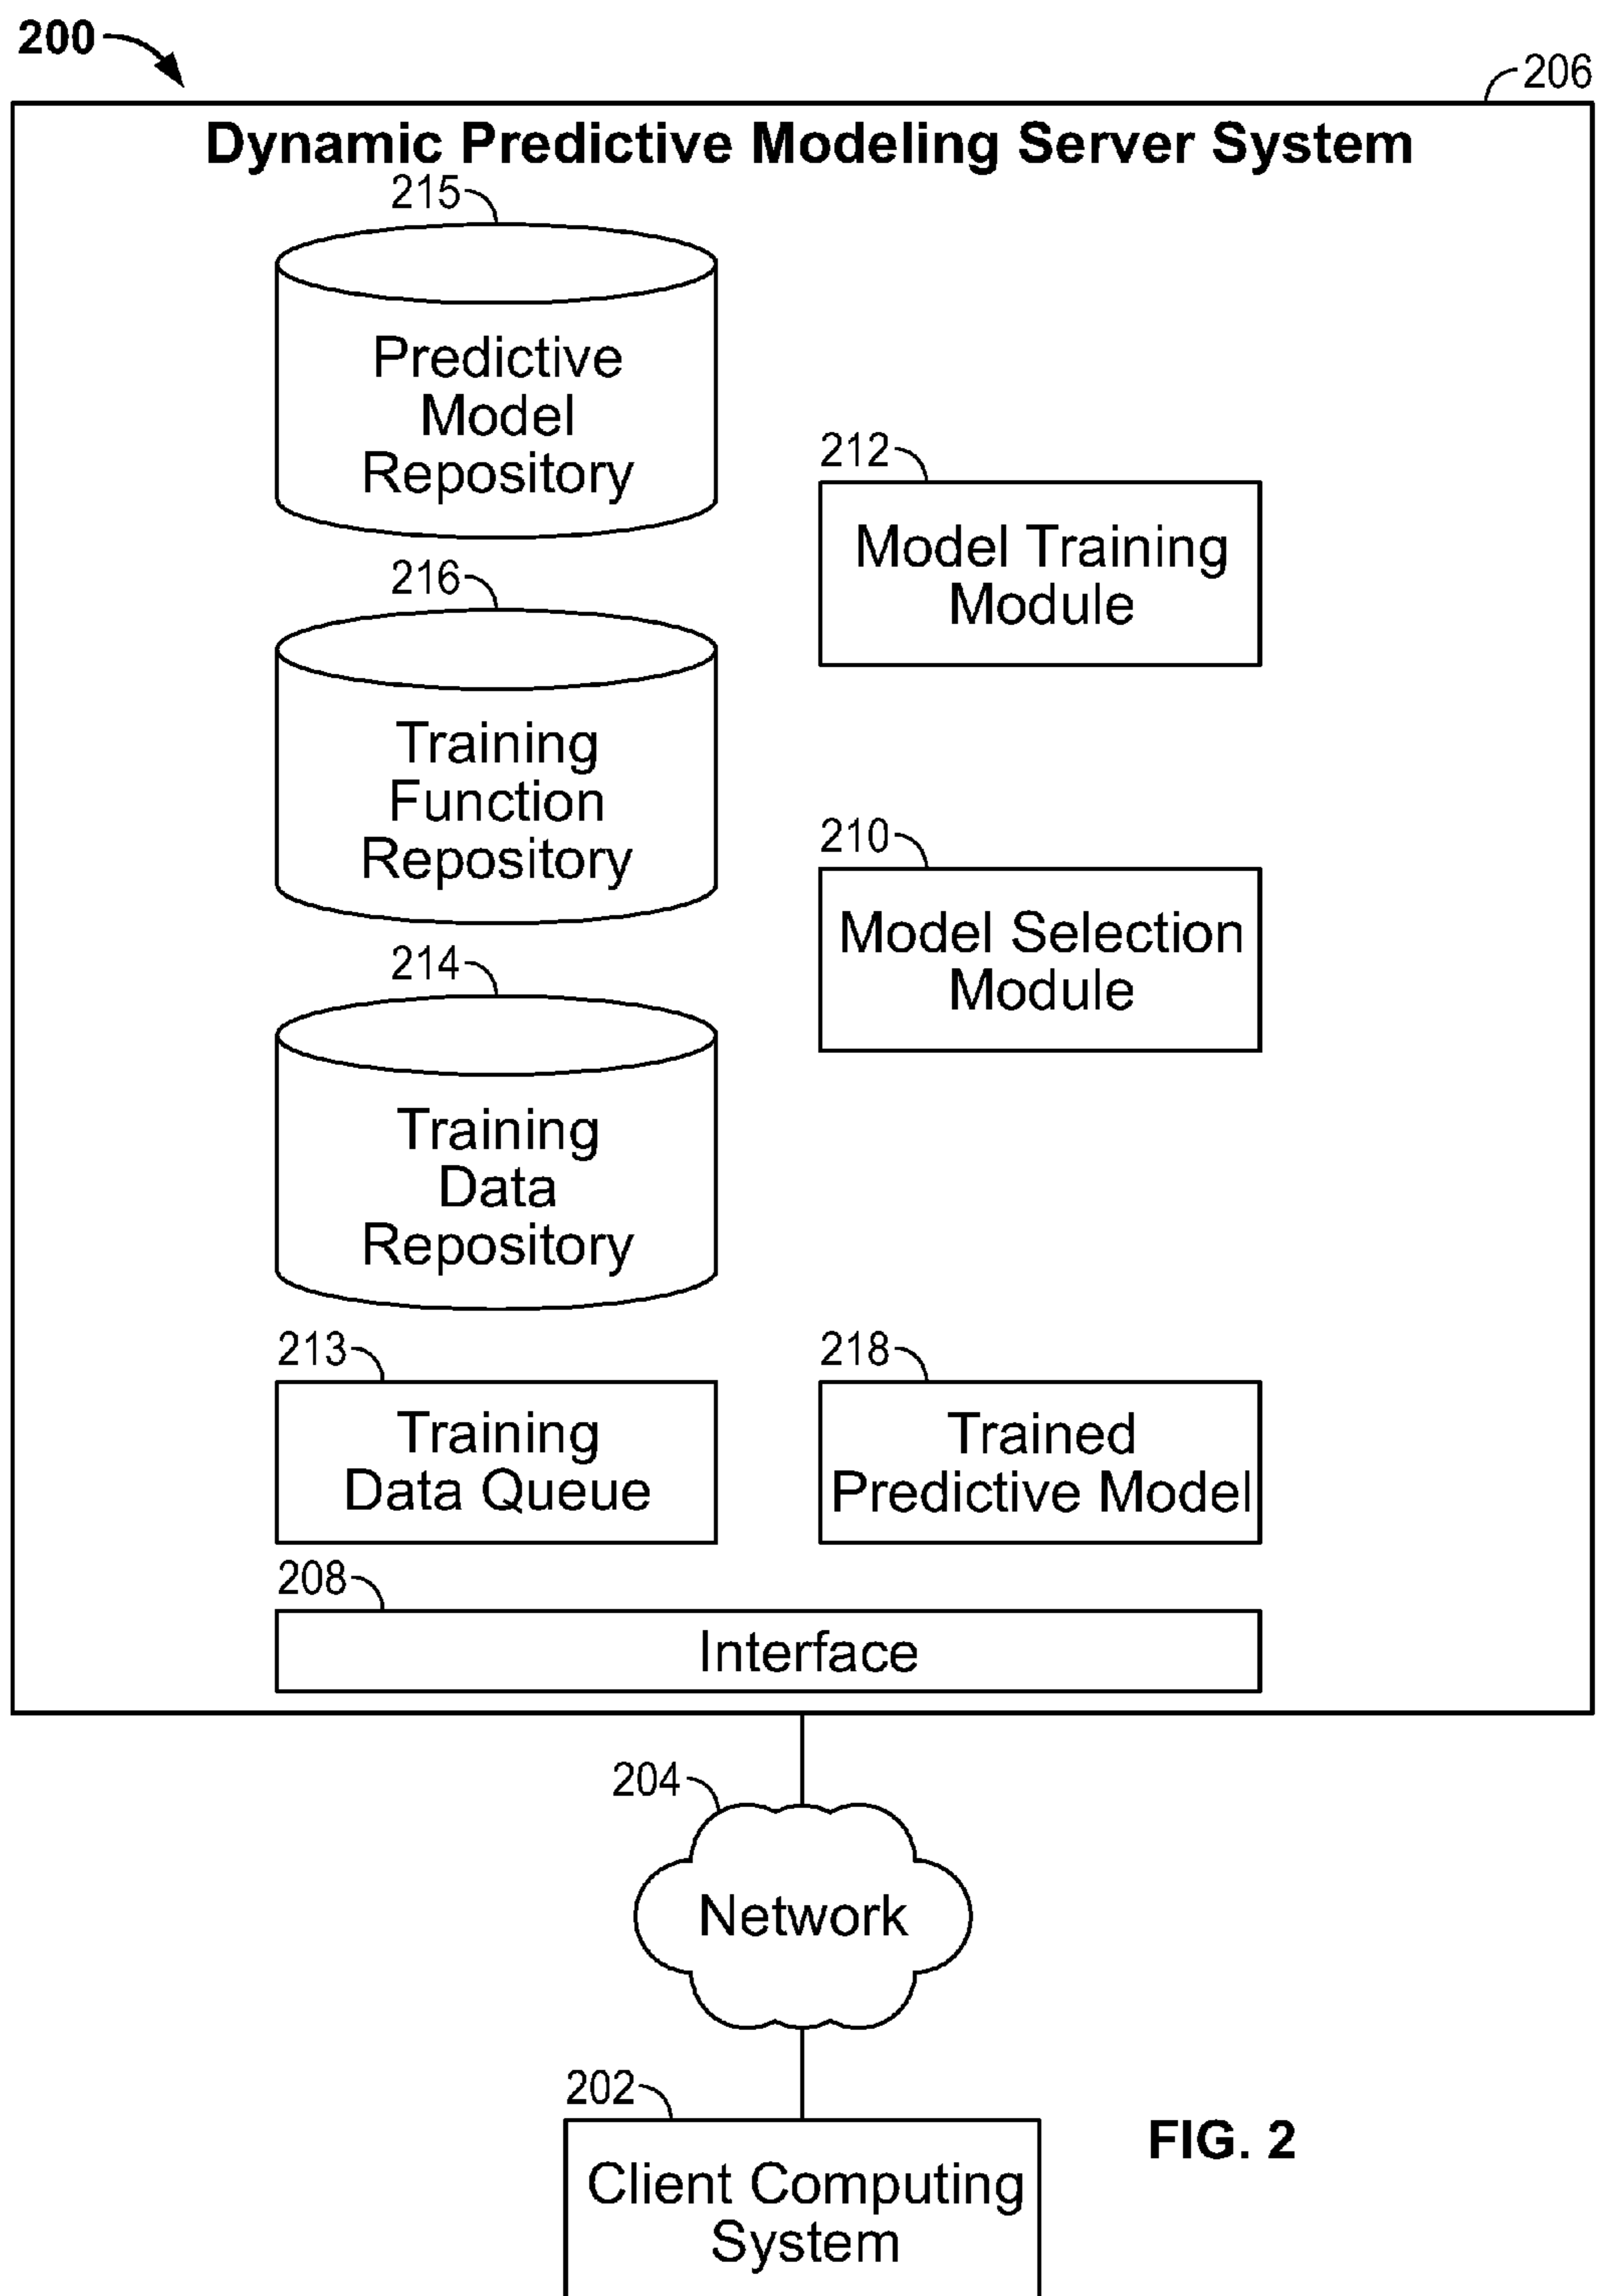 200
206
Dynamic Predictive Modeling Server System
215
Predictive
Model
Repository
212
Model Training
Module
216
Training
Function
Repository
210
Model Selection
Module
214
Training
Data
Repository
213
Training
Data Queue
218
Trained
Predictive Model
208
Interface
204
Network
202
Client Computing
System
FIG. 2